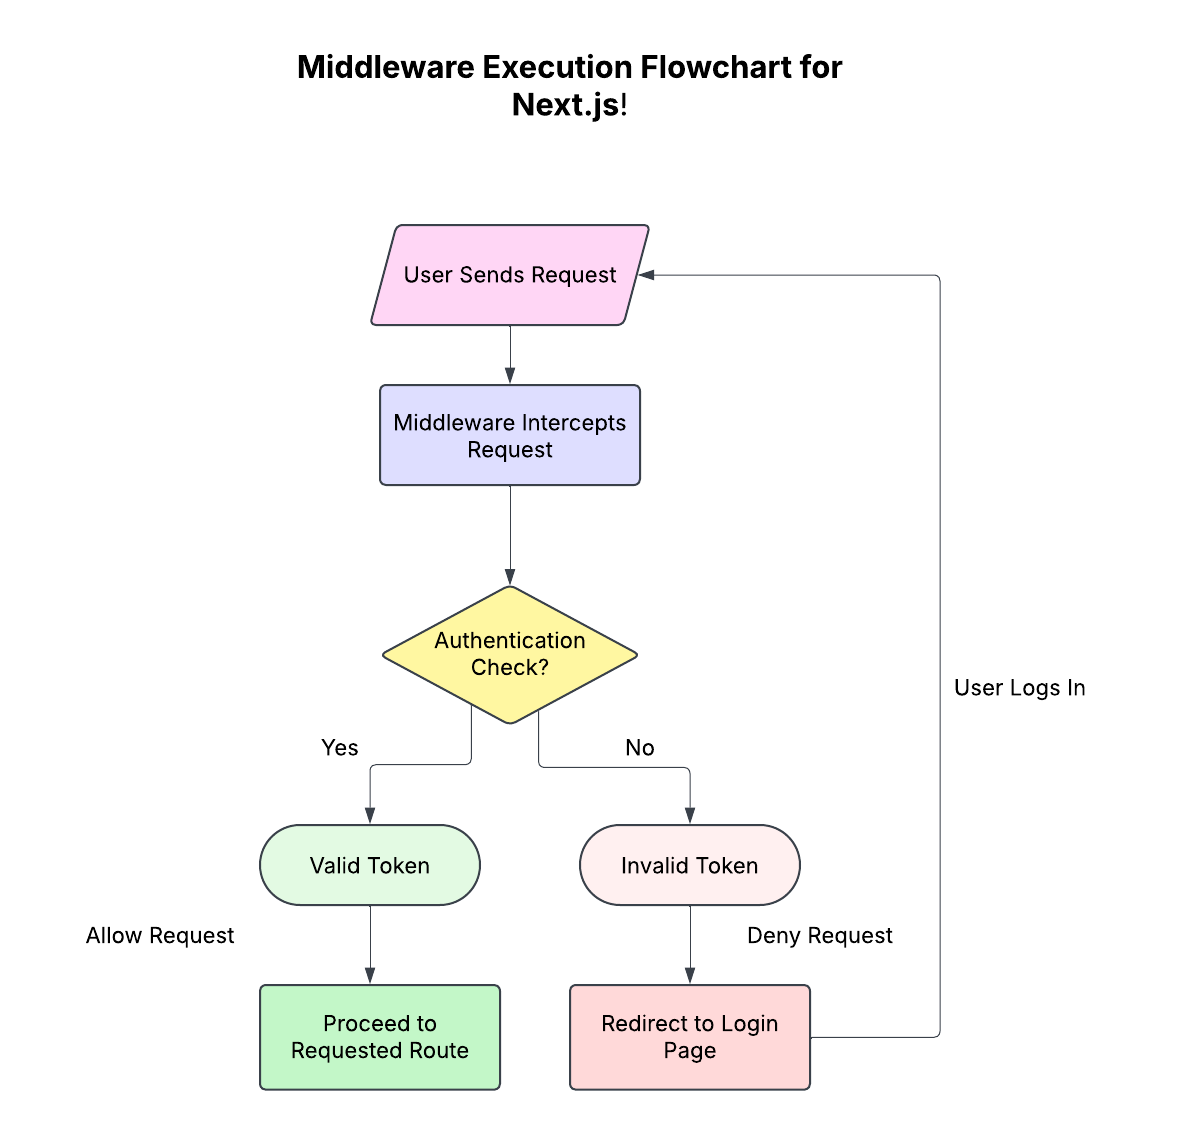 Middleware Execution Flowchart for
Next.js!
User Sends Request
Middleware Intercepts
Request
Authentication
Check?
User Logs In
Yes
No
Valid Token
Invalid Token
Allow Request
Deny Request
Proceed to
Requested Route
Redirect to Login
Page